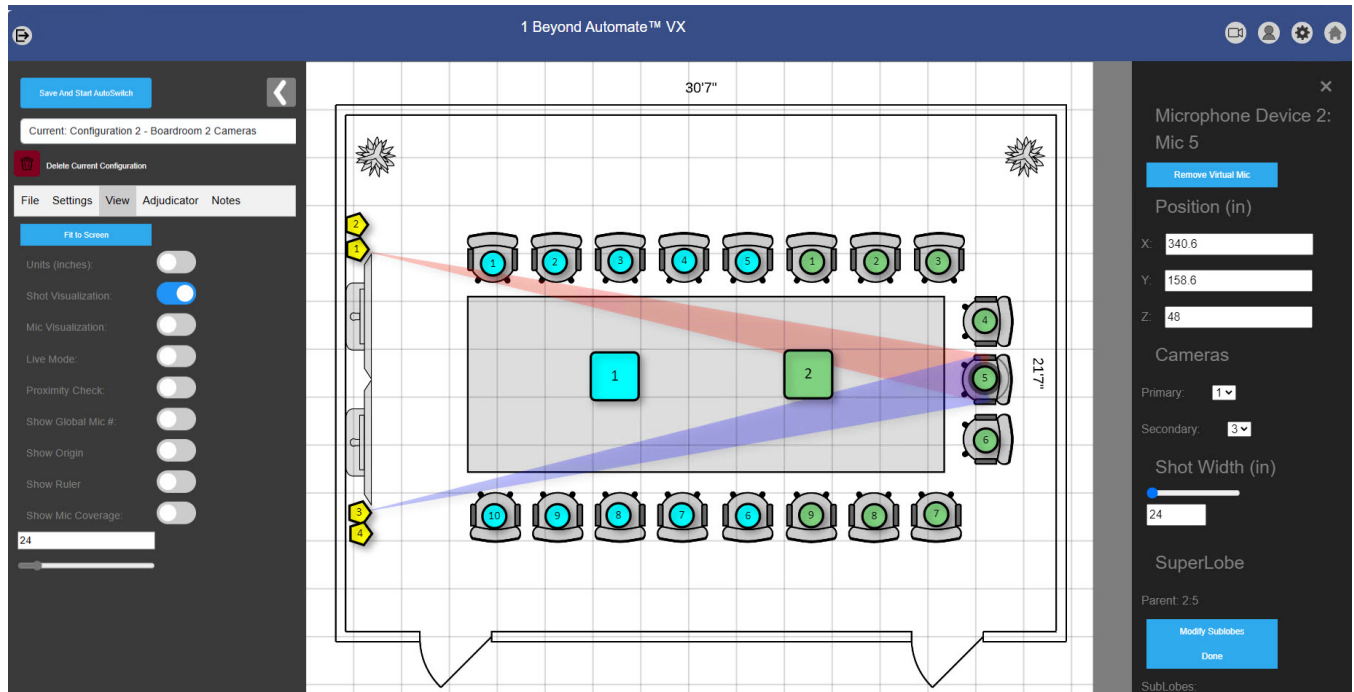 1 Beyond Automate™ VX
Save And Start AutoSwitch
Current: Configuration 2 - Boardroom 2 Cameras
Delete Current Configuration
File Settings View Adjudicator Notes
Fit to Screen
Units (inches):
Shot Visualization:
Mic Visualization:
Live Mode:
Proximity Check:
Show Global Mic #:
Show Origin
Show Ruler
Show Mic Coverage:
24
30'7"
2
1
1 2 3 4 5 1 2 3
4
1 2 5
21'7"
6
3
4
10 9 8 7 6 9 8 7
Microphone Device 2:
Mic 5
Remove Virtual Mic
Position (in)
X: 340.6
Y: 158.6
Z: 48
Cameras
Primary: 1
Secondary: 3
Shot Width (in)
24
SuperLobe
Parent: 2:5
Modify Sublobes
Done
SubLobes: